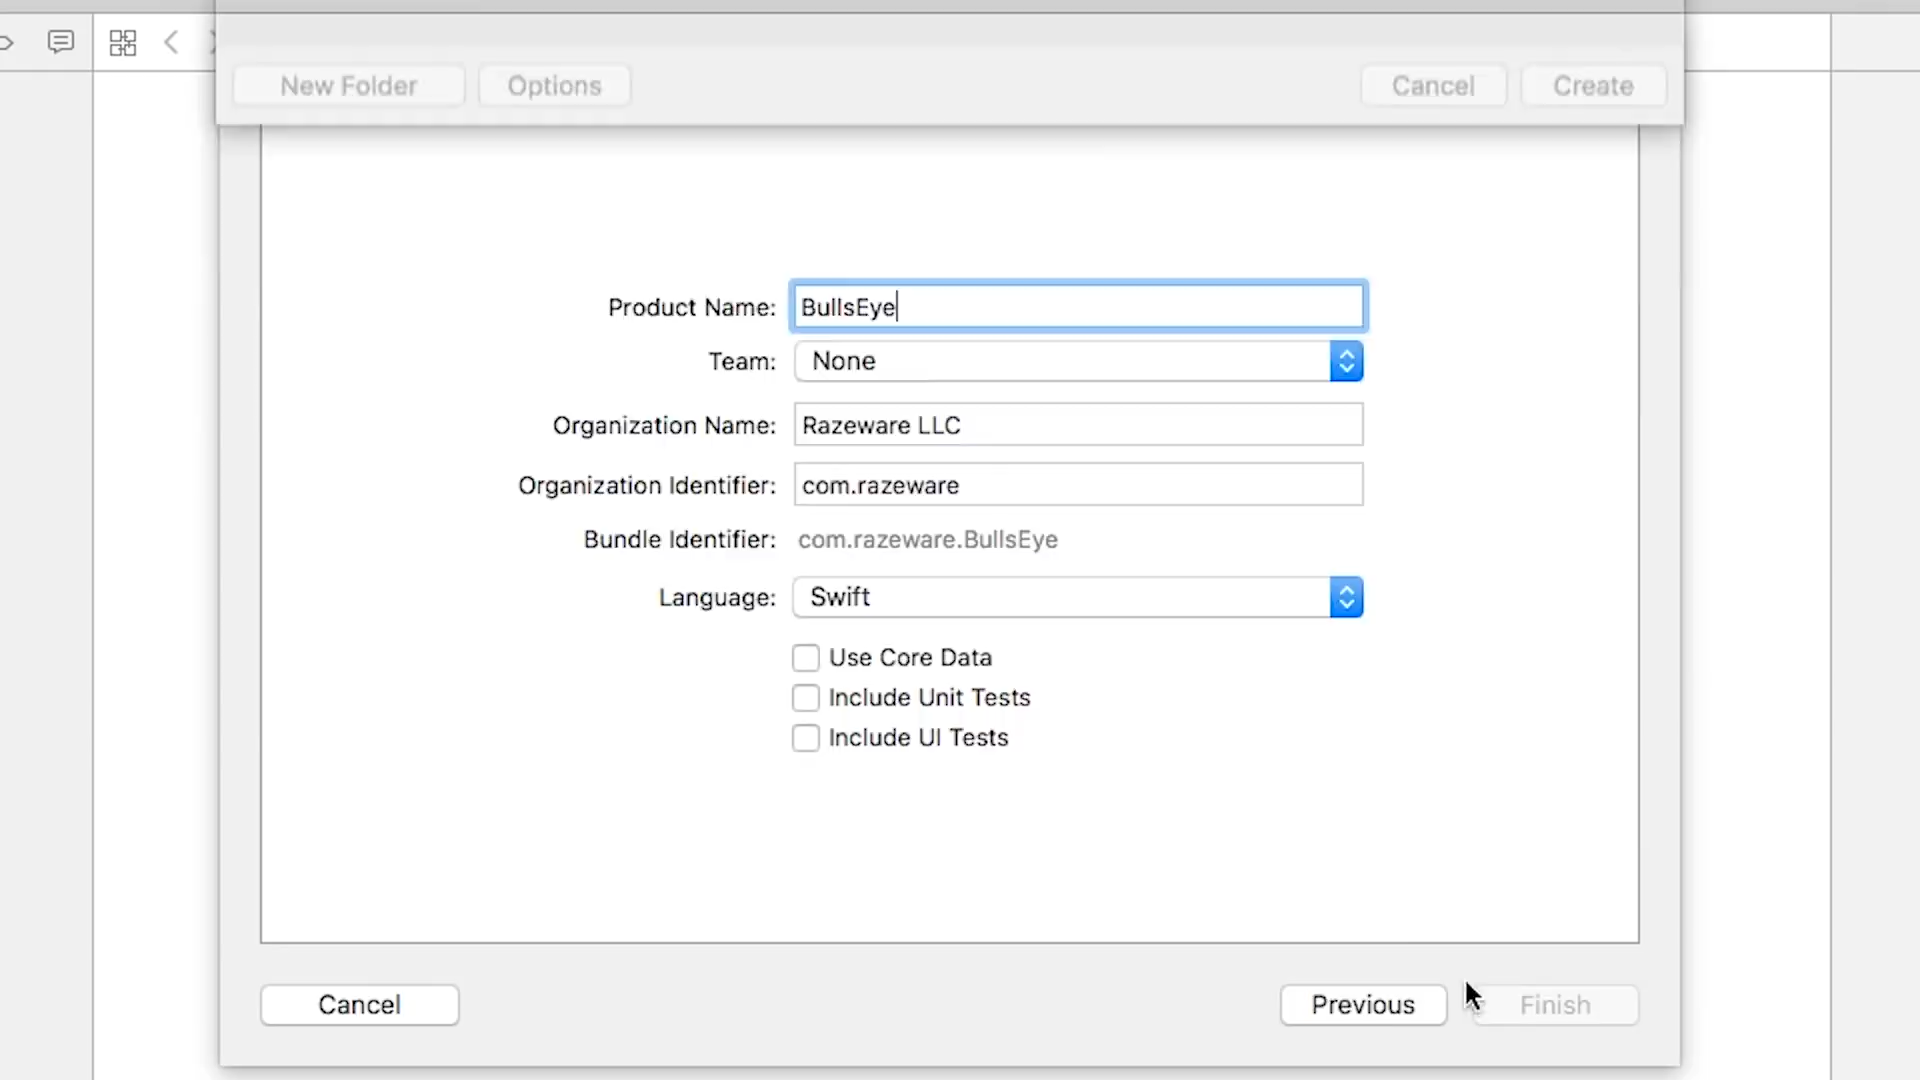 New Folder Options Cancel Create
Product Name: BullsEye
Team: None
Organization Name: Razeware LLC
Organization Identifier: com.razeware
Bundle Identifier: com.razeware.BullsEye
Language: Swift
Use Core Data
Include Unit Tests
Include UI Tests
Cancel Previous Finish